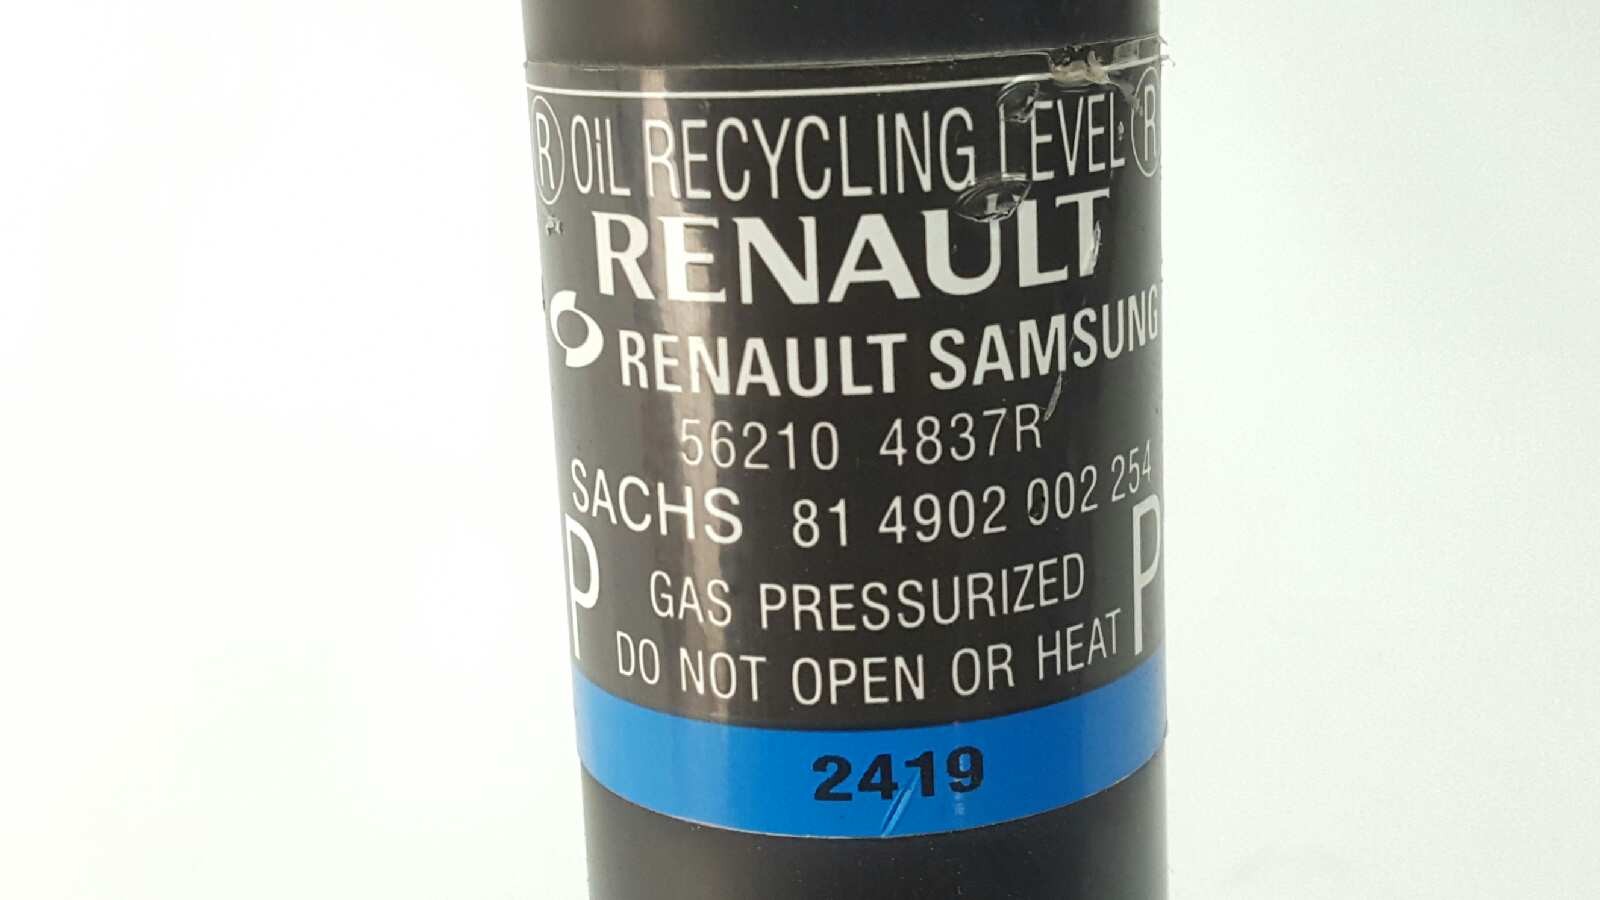 ® OiL RECYCLING LEVEL ®
RENAULT
RENAULT SAMSUNG
56210 4837R
SACHS 81 4902 002 254
P GAS PRESSURIZED P
DO NOT OPEN OR HEAT
2419